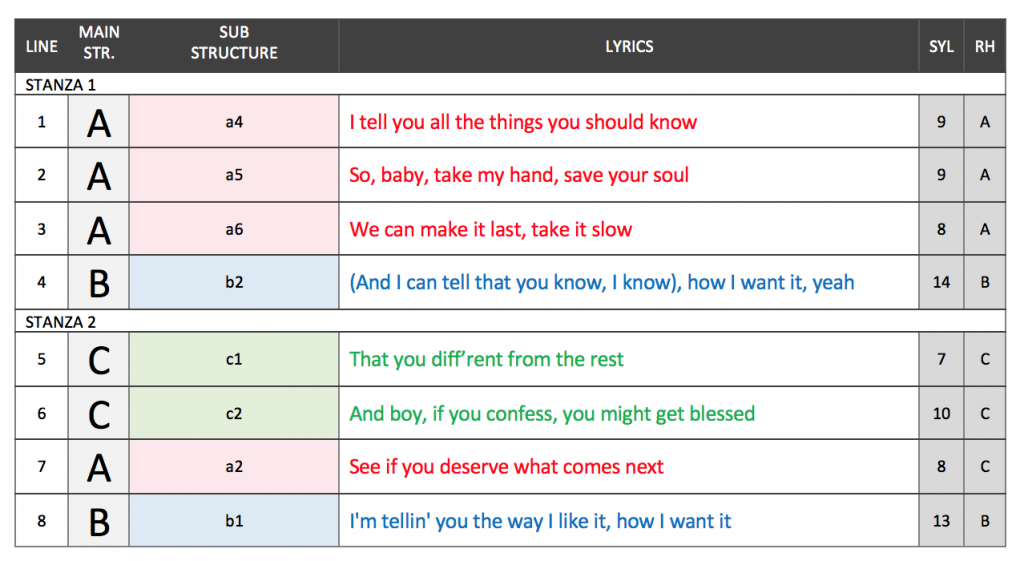 LINE MAIN STR. SUB STRUCTURE LYRICS SYL RH
STANZA 1
1 A a4 I tell you all the things you should know 9 A
2 A a5 So, baby, take my hand, save your soul 9 A
3 A a6 We can make it last, take it slow 8 A
4 B b2 (And I can tell that you know, I know), how I want it, yeah 14 B
STANZA 2
5 C c1 That you diff’rent from the rest 7 C
6 C c2 And boy, if you confess, you might get blessed 10 C
7 A a2 See if you deserve what comes next 8 C
8 B b1 I'm tellin' you the way I like it, how I want it 13 B